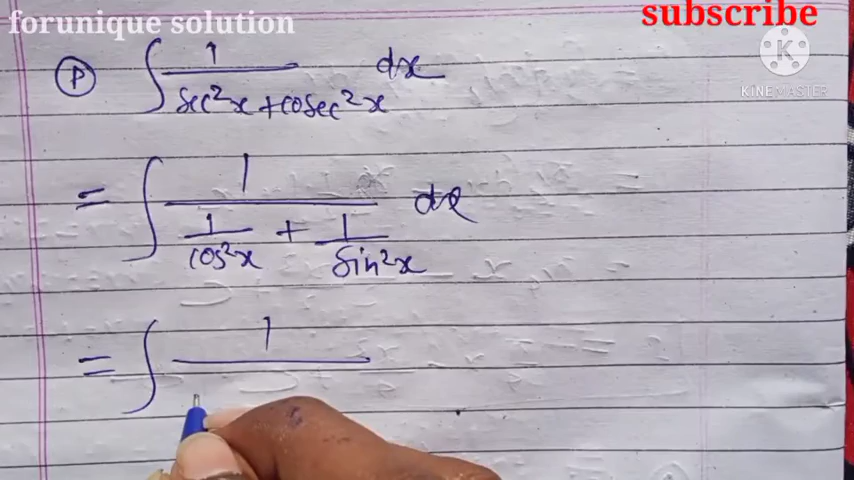 forunique solution
subscribe
K
KINEMASTER
P ∫ 1/(sec²x + cosec²x) dx
= ∫ 1/(1/cos²x + 1/sin²x) dx
= ∫ 1